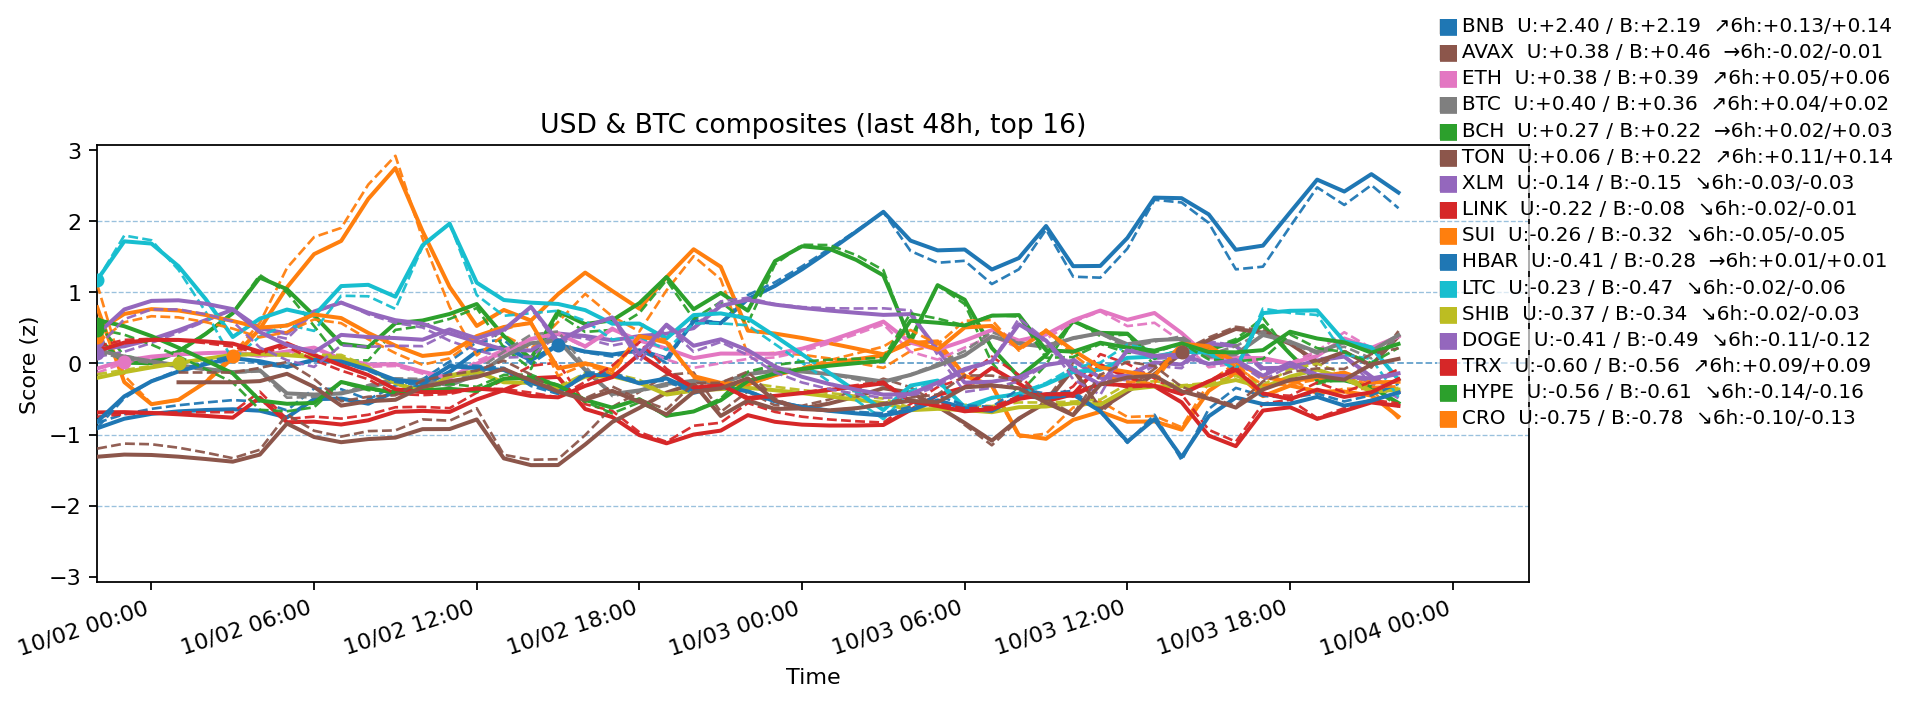 BNB  U:+2.40 / B:+2.19  ↗6h:+0.13/+0.14
AVAX  U:+0.38 / B:+0.46  →6h:-0.02/-0.01
ETH  U:+0.38 / B:+0.39  ↗6h:+0.05/+0.06
BTC  U:+0.40 / B:+0.36  ↗6h:+0.04/+0.02
BCH  U:+0.27 / B:+0.22  →6h:+0.02/+0.03
TON  U:+0.06 / B:+0.22  ↗6h:+0.11/+0.14
XLM  U:-0.14 / B:-0.15  ↘6h:-0.03/-0.03
LINK  U:-0.22 / B:-0.08  ↘6h:-0.02/-0.01
SUI  U:-0.26 / B:-0.32  ↘6h:-0.05/-0.05
HBAR  U:-0.41 / B:-0.28  →6h:+0.01/+0.01
LTC  U:-0.23 / B:-0.47  ↘6h:-0.02/-0.06
SHIB  U:-0.37 / B:-0.34  ↘6h:-0.02/-0.03
DOGE  U:-0.41 / B:-0.49  ↘6h:-0.11/-0.12
TRX  U:-0.60 / B:-0.56  ↗6h:+0.09/+0.09
HYPE  U:-0.56 / B:-0.61  ↘6h:-0.14/-0.16
CRO  U:-0.75 / B:-0.78  ↘6h:-0.10/-0.13
USD & BTC composites (last 48h, top 16)
Score (z)
3
2
1
0
−1
−2
−3
10/02 00:00
10/02 06:00
10/02 12:00
10/02 18:00
10/03 00:00
10/03 06:00
10/03 12:00
10/03 18:00
10/04 00:00
Time